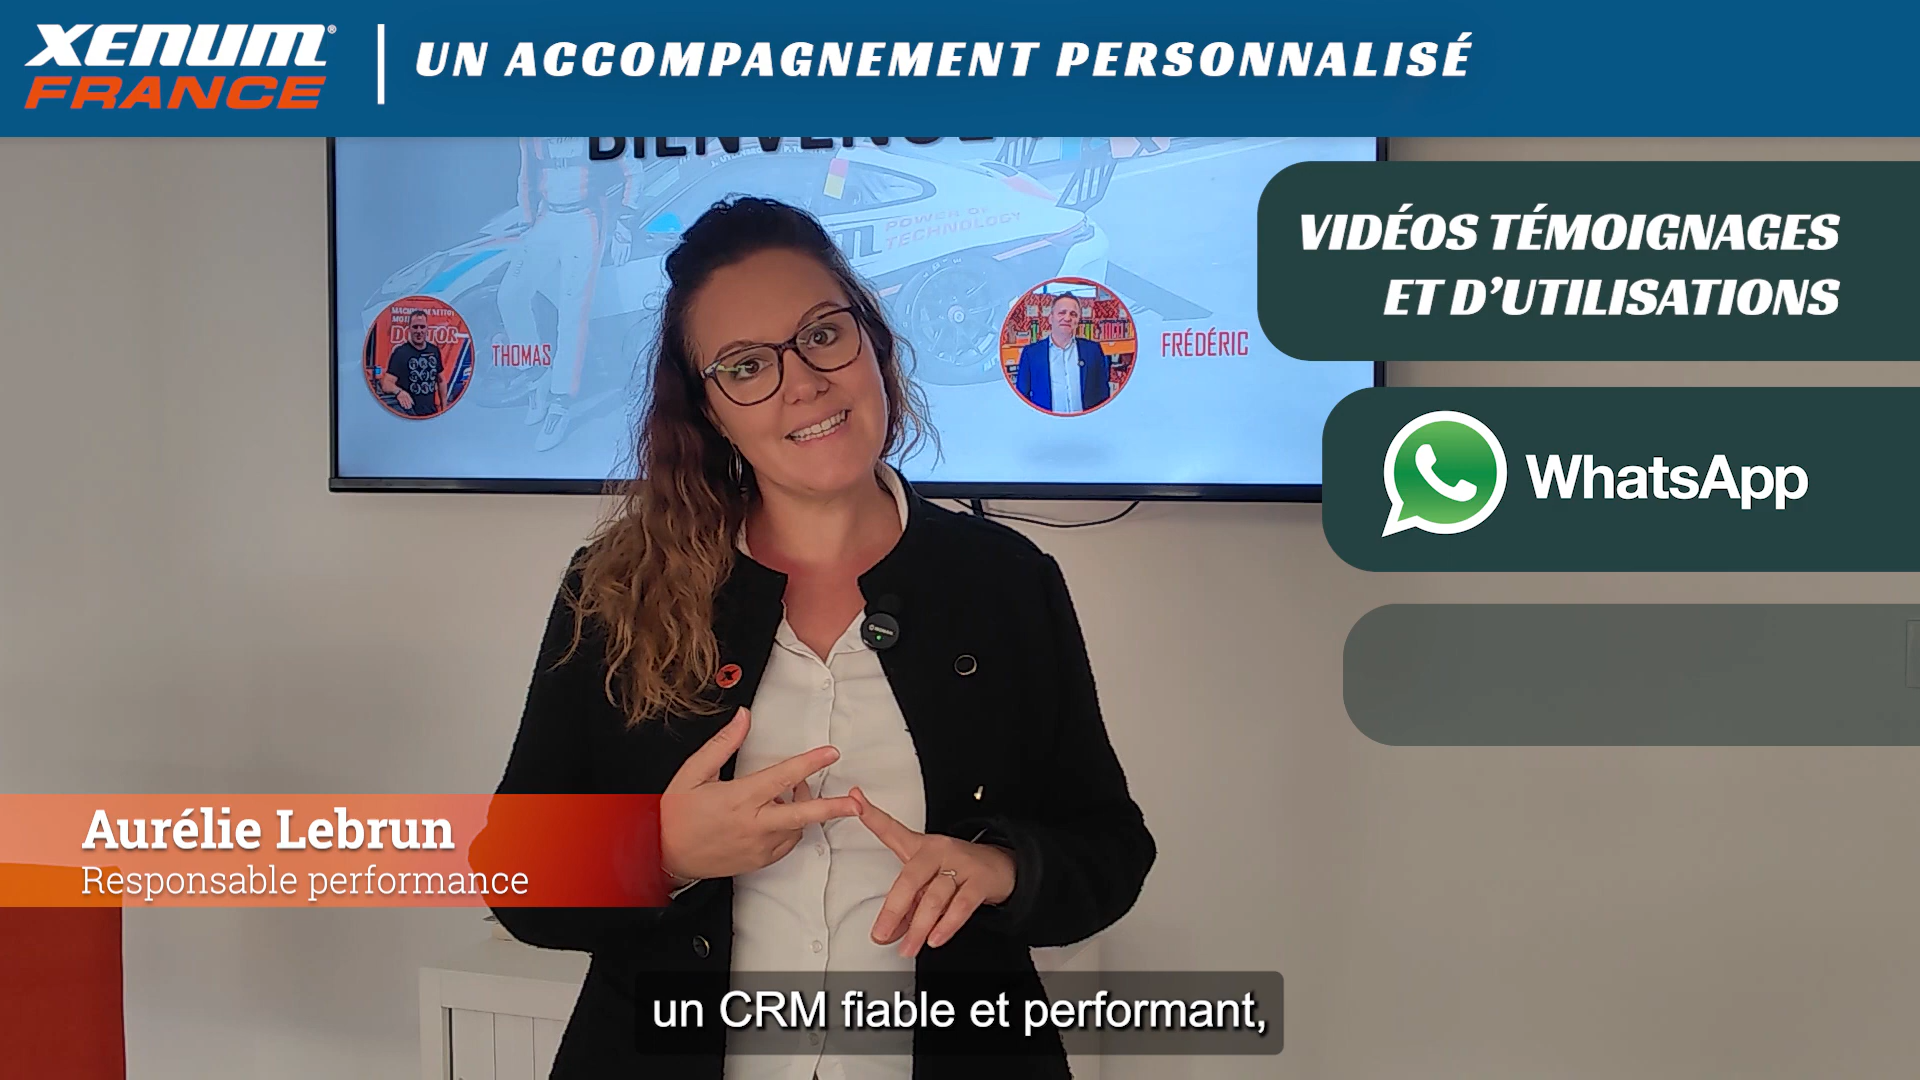 XENUM®
FRANCE
UN ACCOMPAGNEMENT PERSONNALISÉ
BIENVENUE
POWER OF
TECHNOLOGY
VIDÉOS TÉMOIGNAGES
ET D’UTILISATIONS
THOMAS
FRÉDÉRIC
WhatsApp
Aurélie Lebrun
Responsable performance
un CRM fiable et performant,